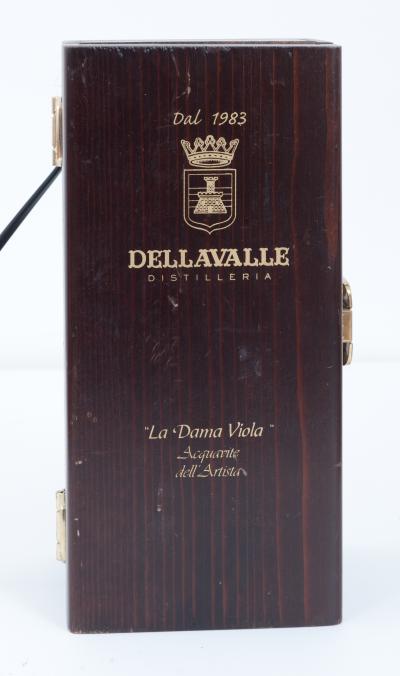 Dal 1983
DELLAVALLE
DISTILLERIA
"La Dama Viola"
Acquavite
dell'Artista